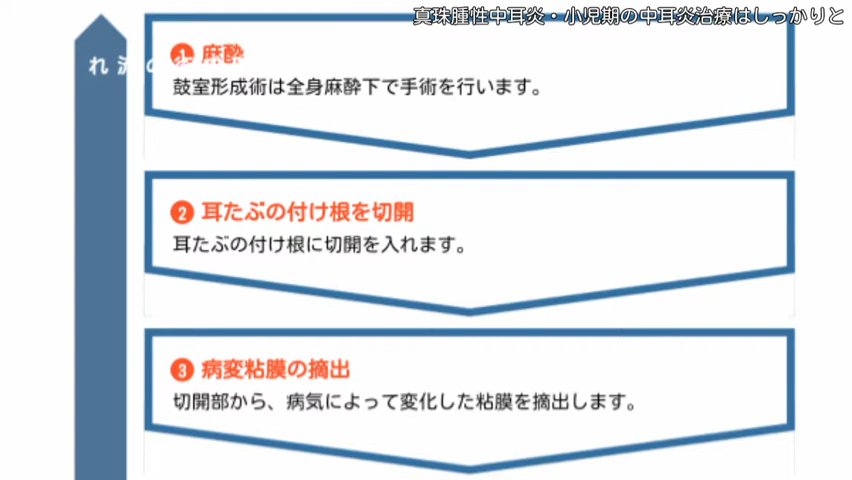 真珠腫性中耳炎・小児期の中耳炎治療はしっかりと
❶ 麻酔
鼓室形成術は全身麻酔下で手術を行います。
❷ 耳たぶの付け根を切開
耳たぶの付け根に切開を入れます。
❸ 病変粘膜の摘出
切開部から、病気によって変化した粘膜を摘出します。